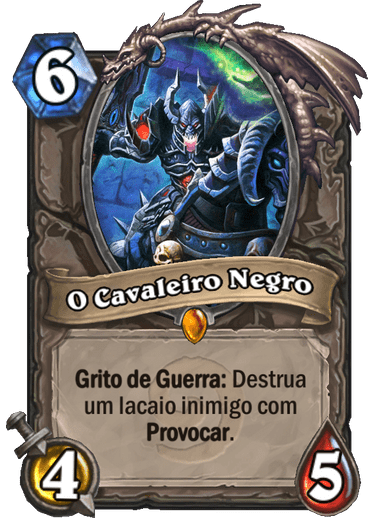 6
O Cavaleiro Negro
Grito de Guerra: Destrua
um lacaio inimigo com
Provocar.
4
5